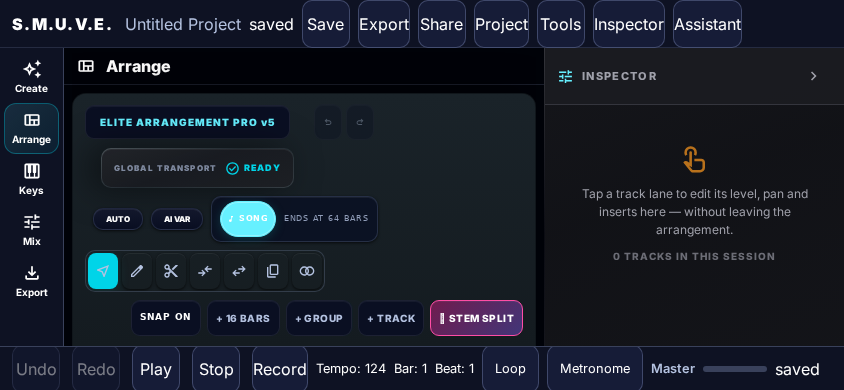 S.M.U.V.E. Untitled Project saved Save Export Share Project Tools Inspector Assistant
Create
Arrange
Keys
Mix
Export
Arrange
ELITE ARRANGEMENT PRO v5
GLOBAL TRANSPORT READY
AUTO AI VAR ♪ SONG ENDS AT 64 BARS
SNAP ON + 16 BARS + GROUP + TRACK STEM SPLIT
INSPECTOR
Tap a track lane to edit its level, pan and
inserts here — without leaving the
arrangement.
0 TRACKS IN THIS SESSION
Undo Redo Play Stop Record Tempo: 124 Bar: 1 Beat: 1 Loop Metronome Master saved